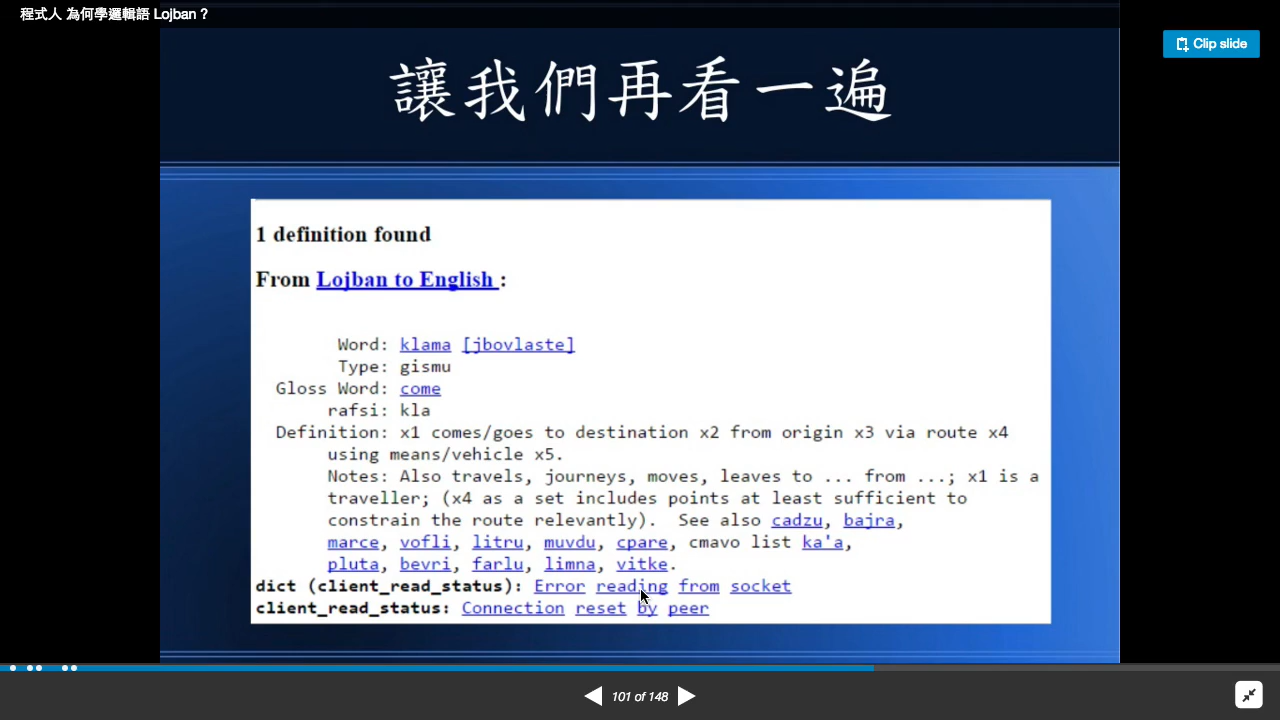 程式人 為何學邏輯語 Lojban ?
Clip slide
讓我們再看一遍
1 definition found
From Lojban to English :
Word: klama [jbovlaste]
Type: gismu
Gloss Word: come
rafsi: kla
Definition: x1 comes/goes to destination x2 from origin x3 via route x4
using means/vehicle x5.
Notes: Also travels, journeys, moves, leaves to ... from ...; x1 is a
traveller; (x4 as a set includes points at least sufficient to
constrain the route relevantly). See also cadzu, bajra,
marce, vofli, litru, muvdu, cpare, cmavo list ka'a,
pluta, bevri, farlu, limna, vitke.
dict (client_read_status): Error reading from socket
client_read_status: Connection reset by peer
101 of 148